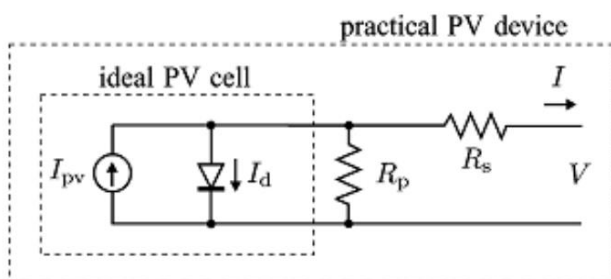 practical PV device
ideal PV cell
I
I_pv
I_d
R_p
R_s
V